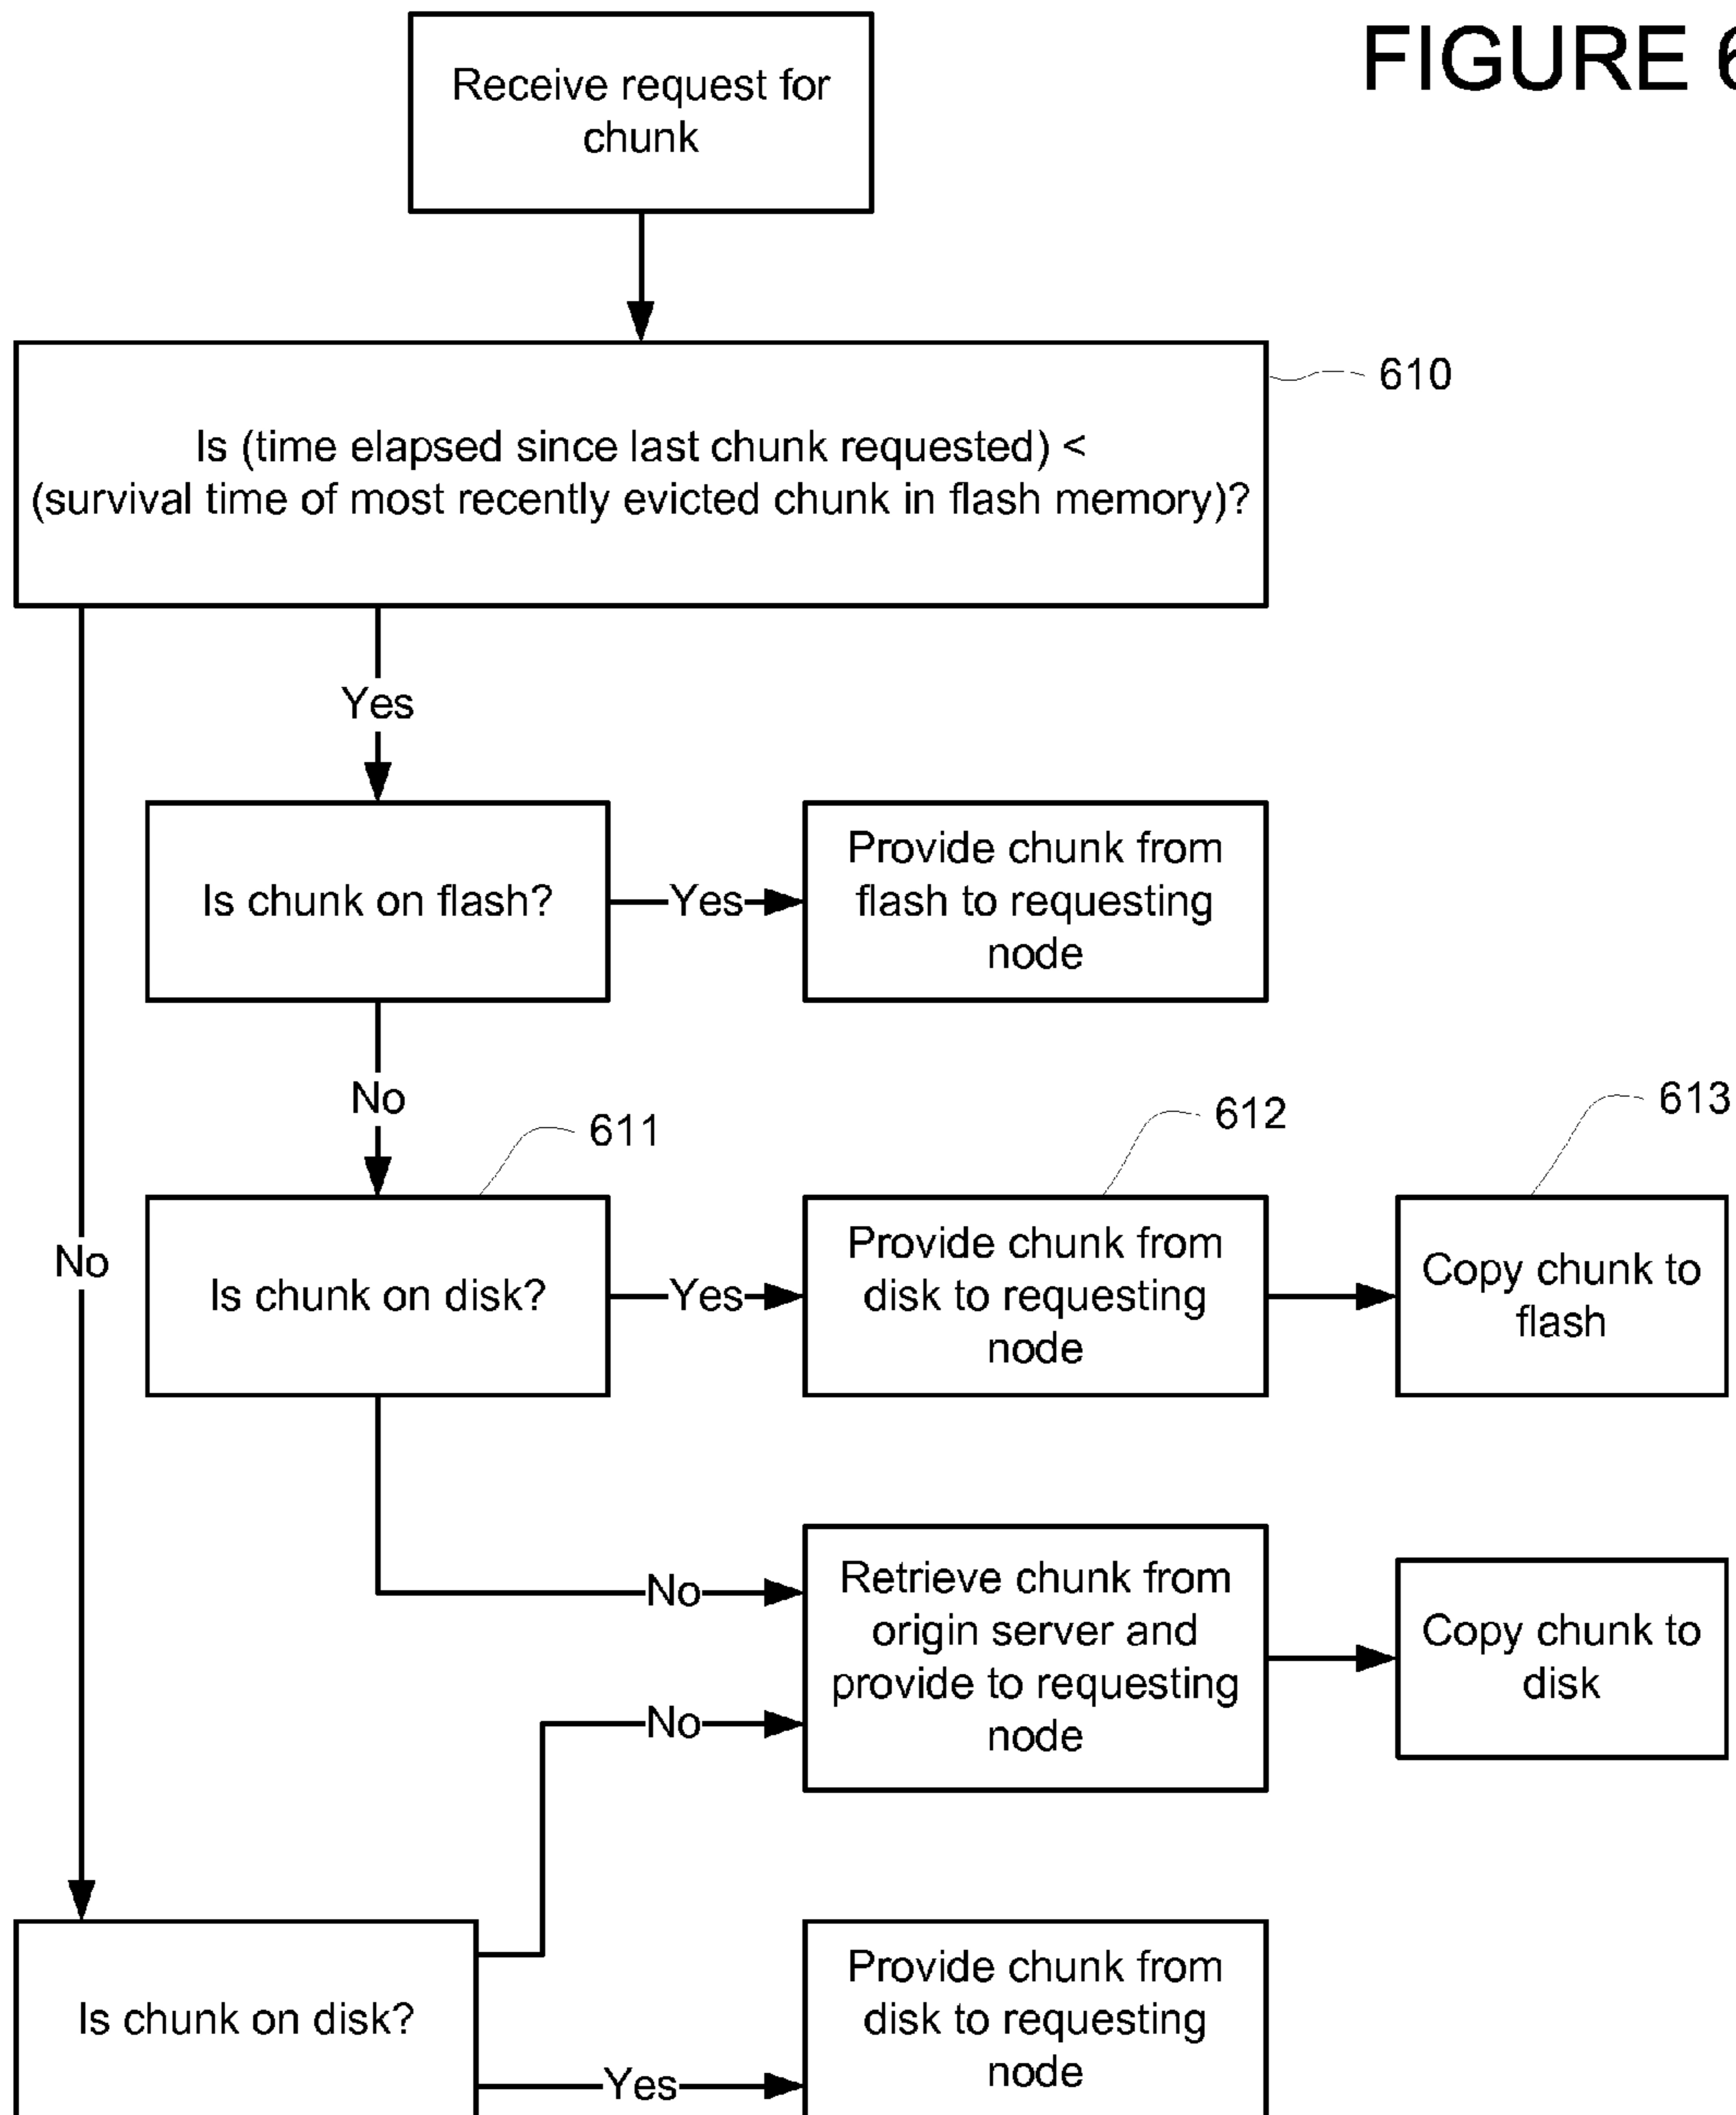 FIGURE 6
Receive request for
chunk
610
Is (time elapsed since last chunk requested) <
(survival time of most recently evicted chunk in flash memory)?
Yes
Is chunk on flash?
Yes
Provide chunk from
flash to requesting
node
No
611
612
613
No
Is chunk on disk?
Yes
Provide chunk from
disk to requesting
node
Copy chunk to
flash
No
Retrieve chunk from
origin server and
provide to requesting
node
No
Copy chunk to
disk
Is chunk on disk?
Yes
Provide chunk from
disk to requesting
node